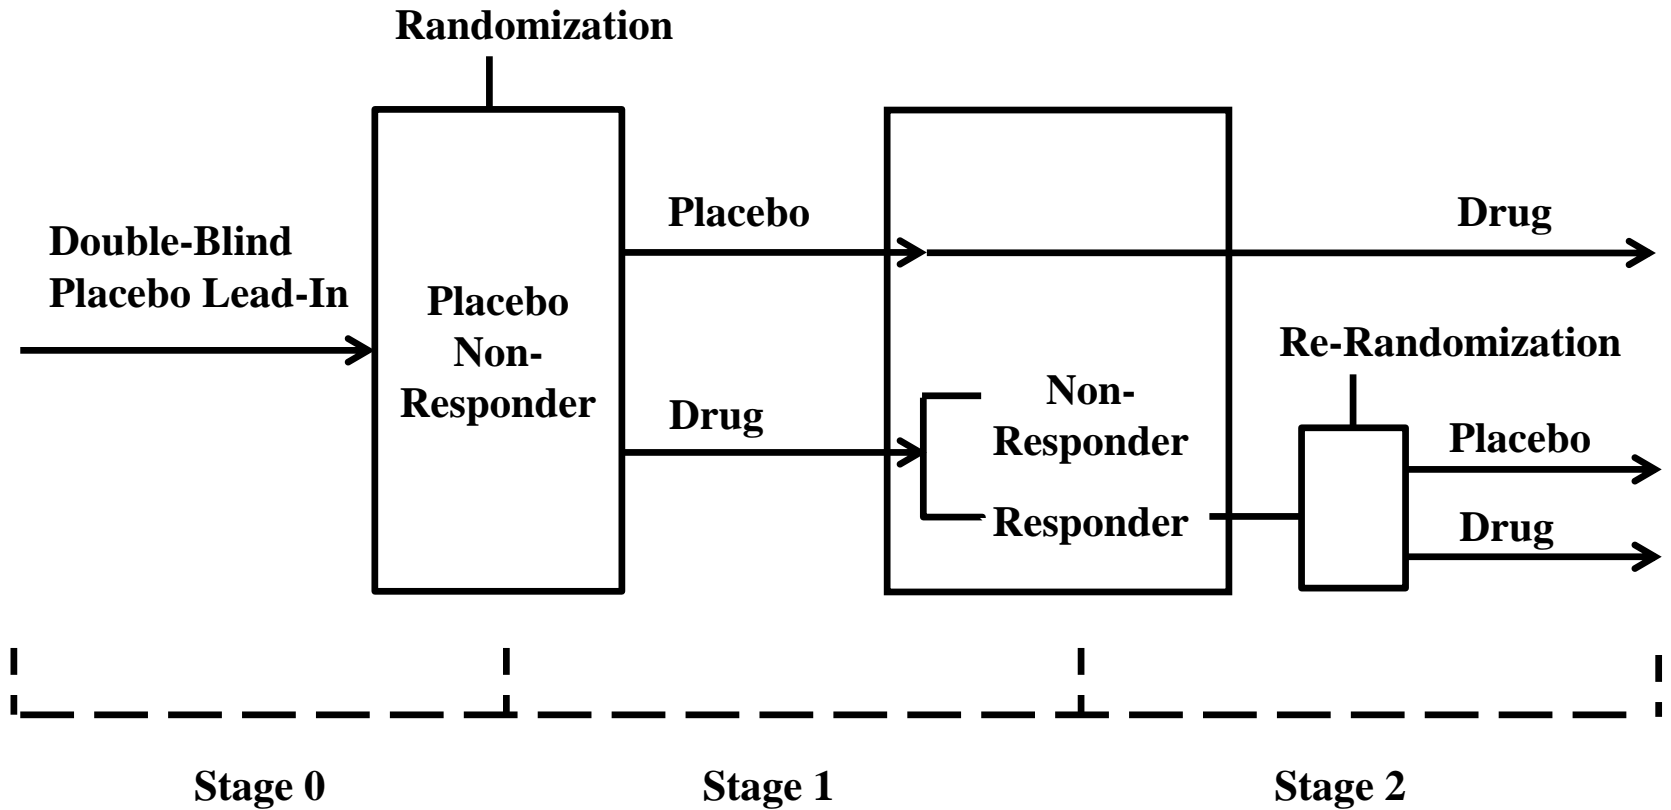 Randomization
Double-Blind
Placebo Lead-In
Placebo
Non-
Responder
Placebo
Drug
Non-
Responder
Responder
Drug
Re-Randomization
Placebo
Drug
Stage 0
Stage 1
Stage 2